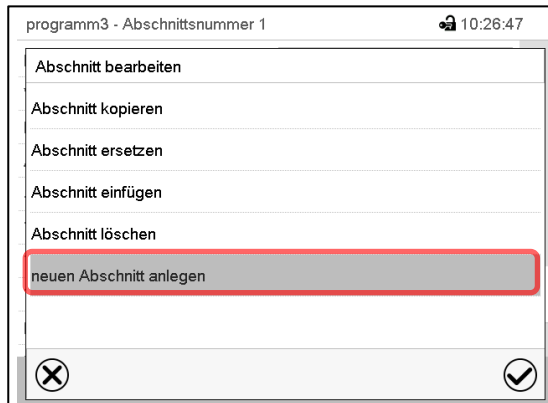 programm3 - Abschnittsnummer 1 10:26:47
Abschnitt bearbeiten
Abschnitt kopieren
Abschnitt ersetzen
Abschnitt einfügen
Abschnitt löschen
neuen Abschnitt anlegen